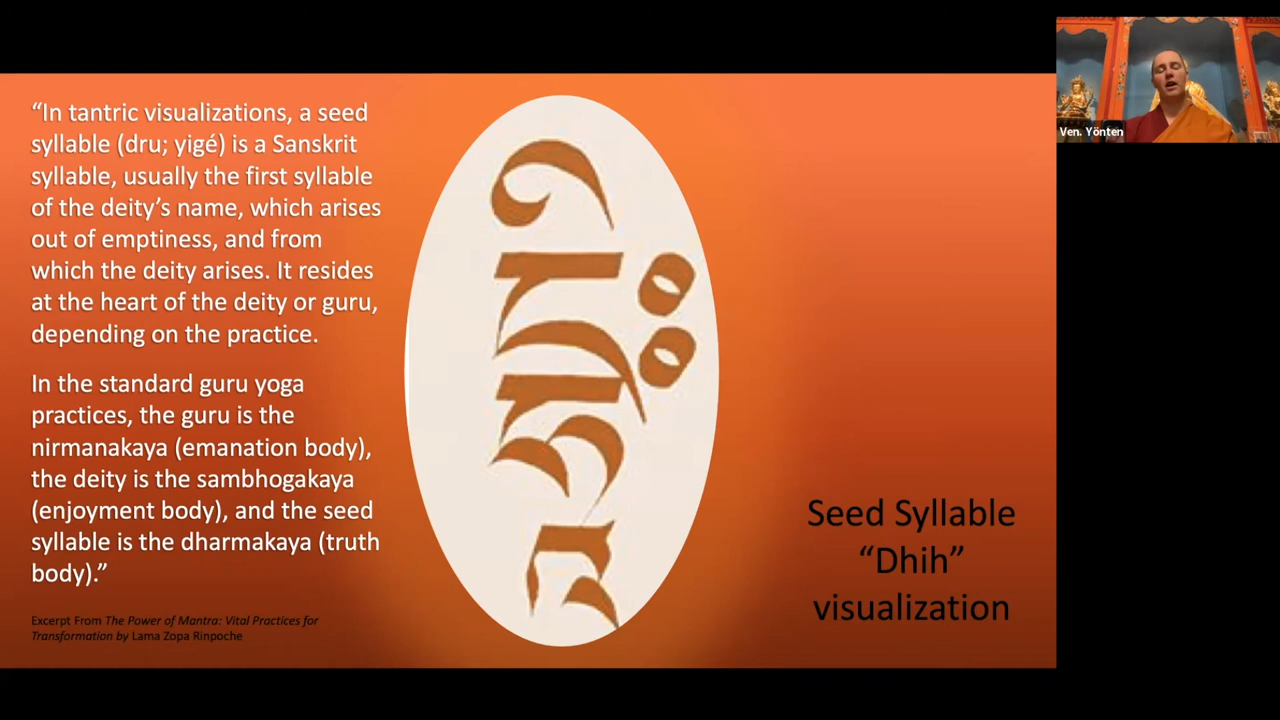 “In tantric visualizations, a seed
syllable (dru; yigé) is a Sanskrit
syllable, usually the first syllable
of the deity’s name, which arises
out of emptiness, and from
which the deity arises. It resides
at the heart of the deity or guru,
depending on the practice.
In the standard guru yoga
practices, the guru is the
nirmanakaya (emanation body),
the deity is the sambhogakaya
(enjoyment body), and the seed
syllable is the dharmakaya (truth
body).”
Excerpt From The Power of Mantra: Vital Practices for
Transformation by Lama Zopa Rinpoche
དྷཱིཿ
Seed Syllable
“Dhih”
visualization
Ven. Yönten